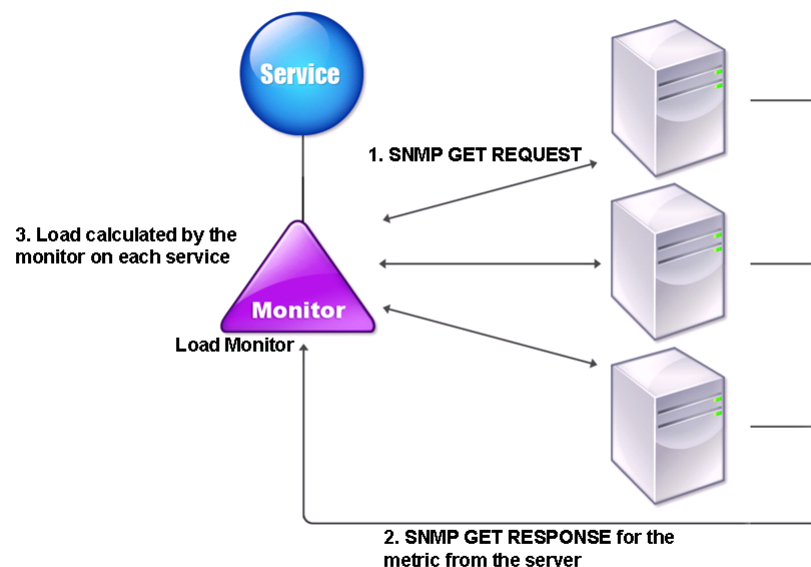 Service
1. SNMP GET REQUEST
3. Load calculated by the
monitor on each service
Monitor
Load Monitor
2. SNMP GET RESPONSE for the
metric from the server